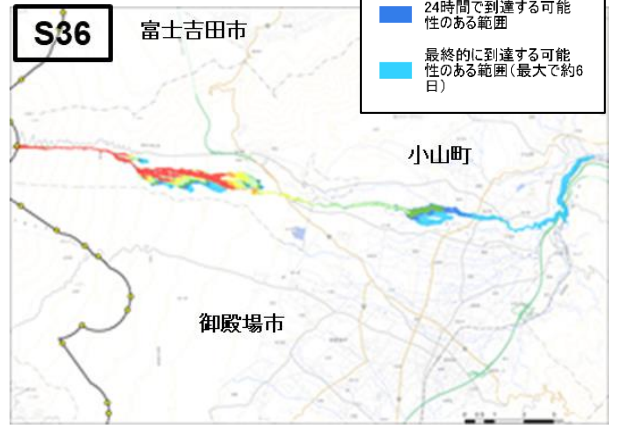 S36
富士吉田市
24時間で到達する可能
性のある範囲
最終的に到達する可能
性のある範囲(最大で約6
日)
小山町
御殿場市